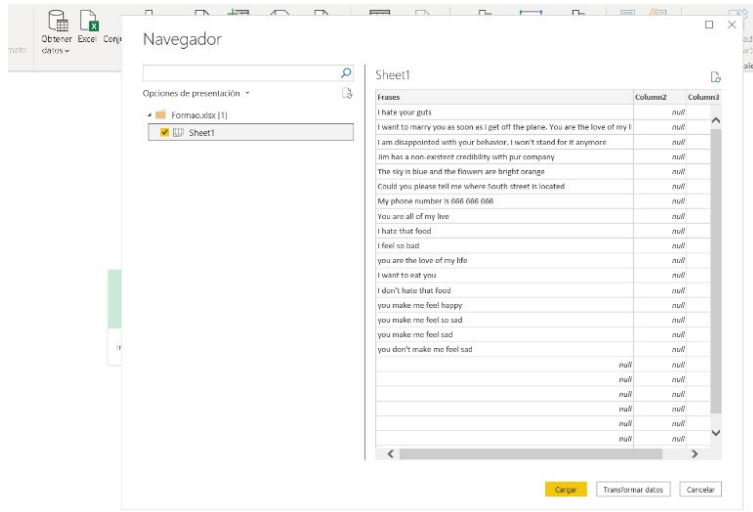 Obtener
datos
Excel
Navegador
Opciones de presentación
Formao.xlsx [1]
Sheet1
Sheet1
Frases Column2 Column3
I hate your guts null
I want to marry you as soon as i get off the plane. You are the love of my li null
I am disappointed with your behavior. I won't stand for it anymore null
Jim has a non-existent credibility with pur company null
The sky is blue and the flowers are bright orange null
Could you please tell me where South street is located null
My phone number is 666 666 666 null
You are all of my live null
I hate that food null
I feel so bad null
you are the love of my life null
I want to eat you null
I don't hate that food null
you make me feel happy null
you make me feel so sad null
you make me feel sad null
you don't make me feel sad null
null null
null null
null null
null null
null null
null null
Cargar Transformar datos Cancelar